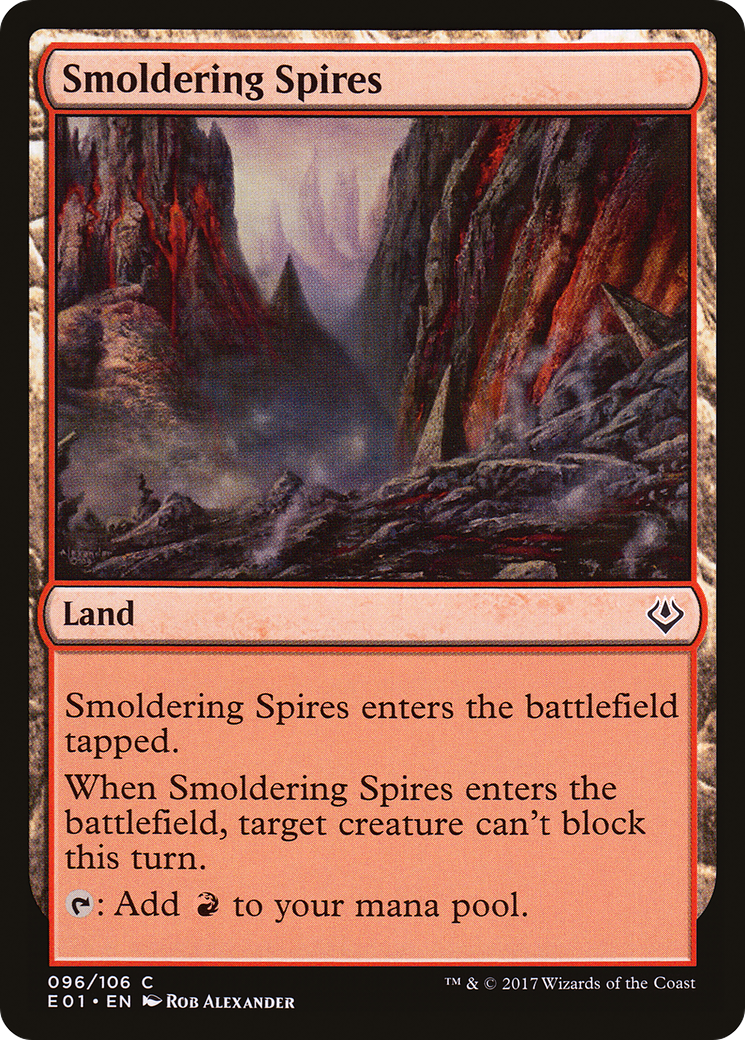 Smoldering Spires
Alexander
Land
Smoldering Spires enters the battlefield
tapped.
When Smoldering Spires enters the
battlefield, target creature can't block
this turn.
: Add to your mana pool.
096/106 C
E01 • EN Rob Alexander
™ & © 2017 Wizards of the Coast